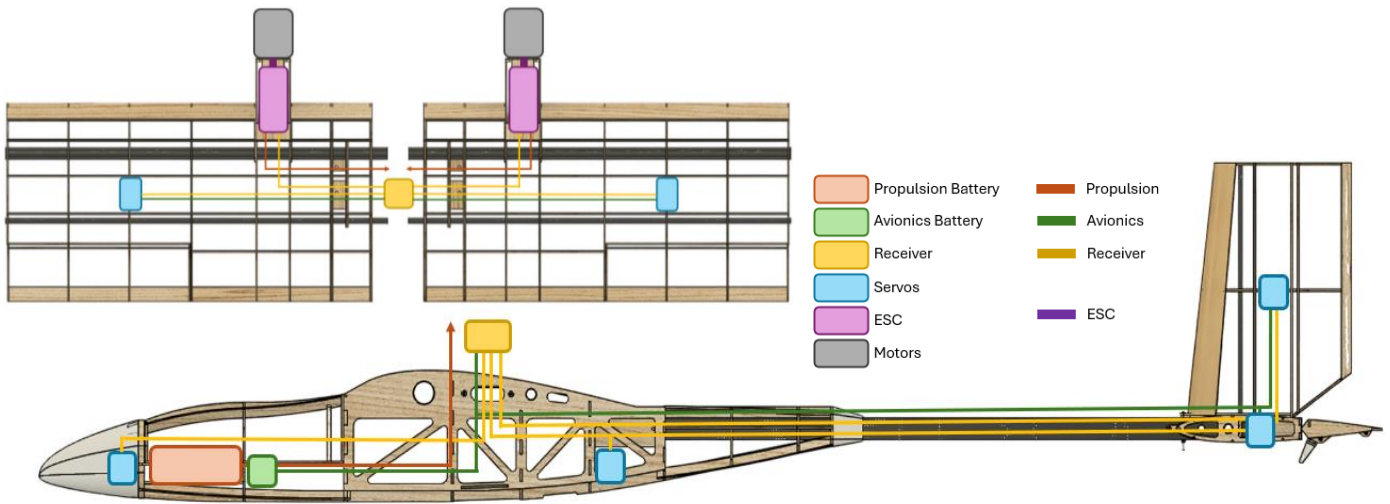 Propulsion Battery
Propulsion
Avionics Battery
Avionics
Receiver
Receiver
Servos
ESC
ESC
Motors